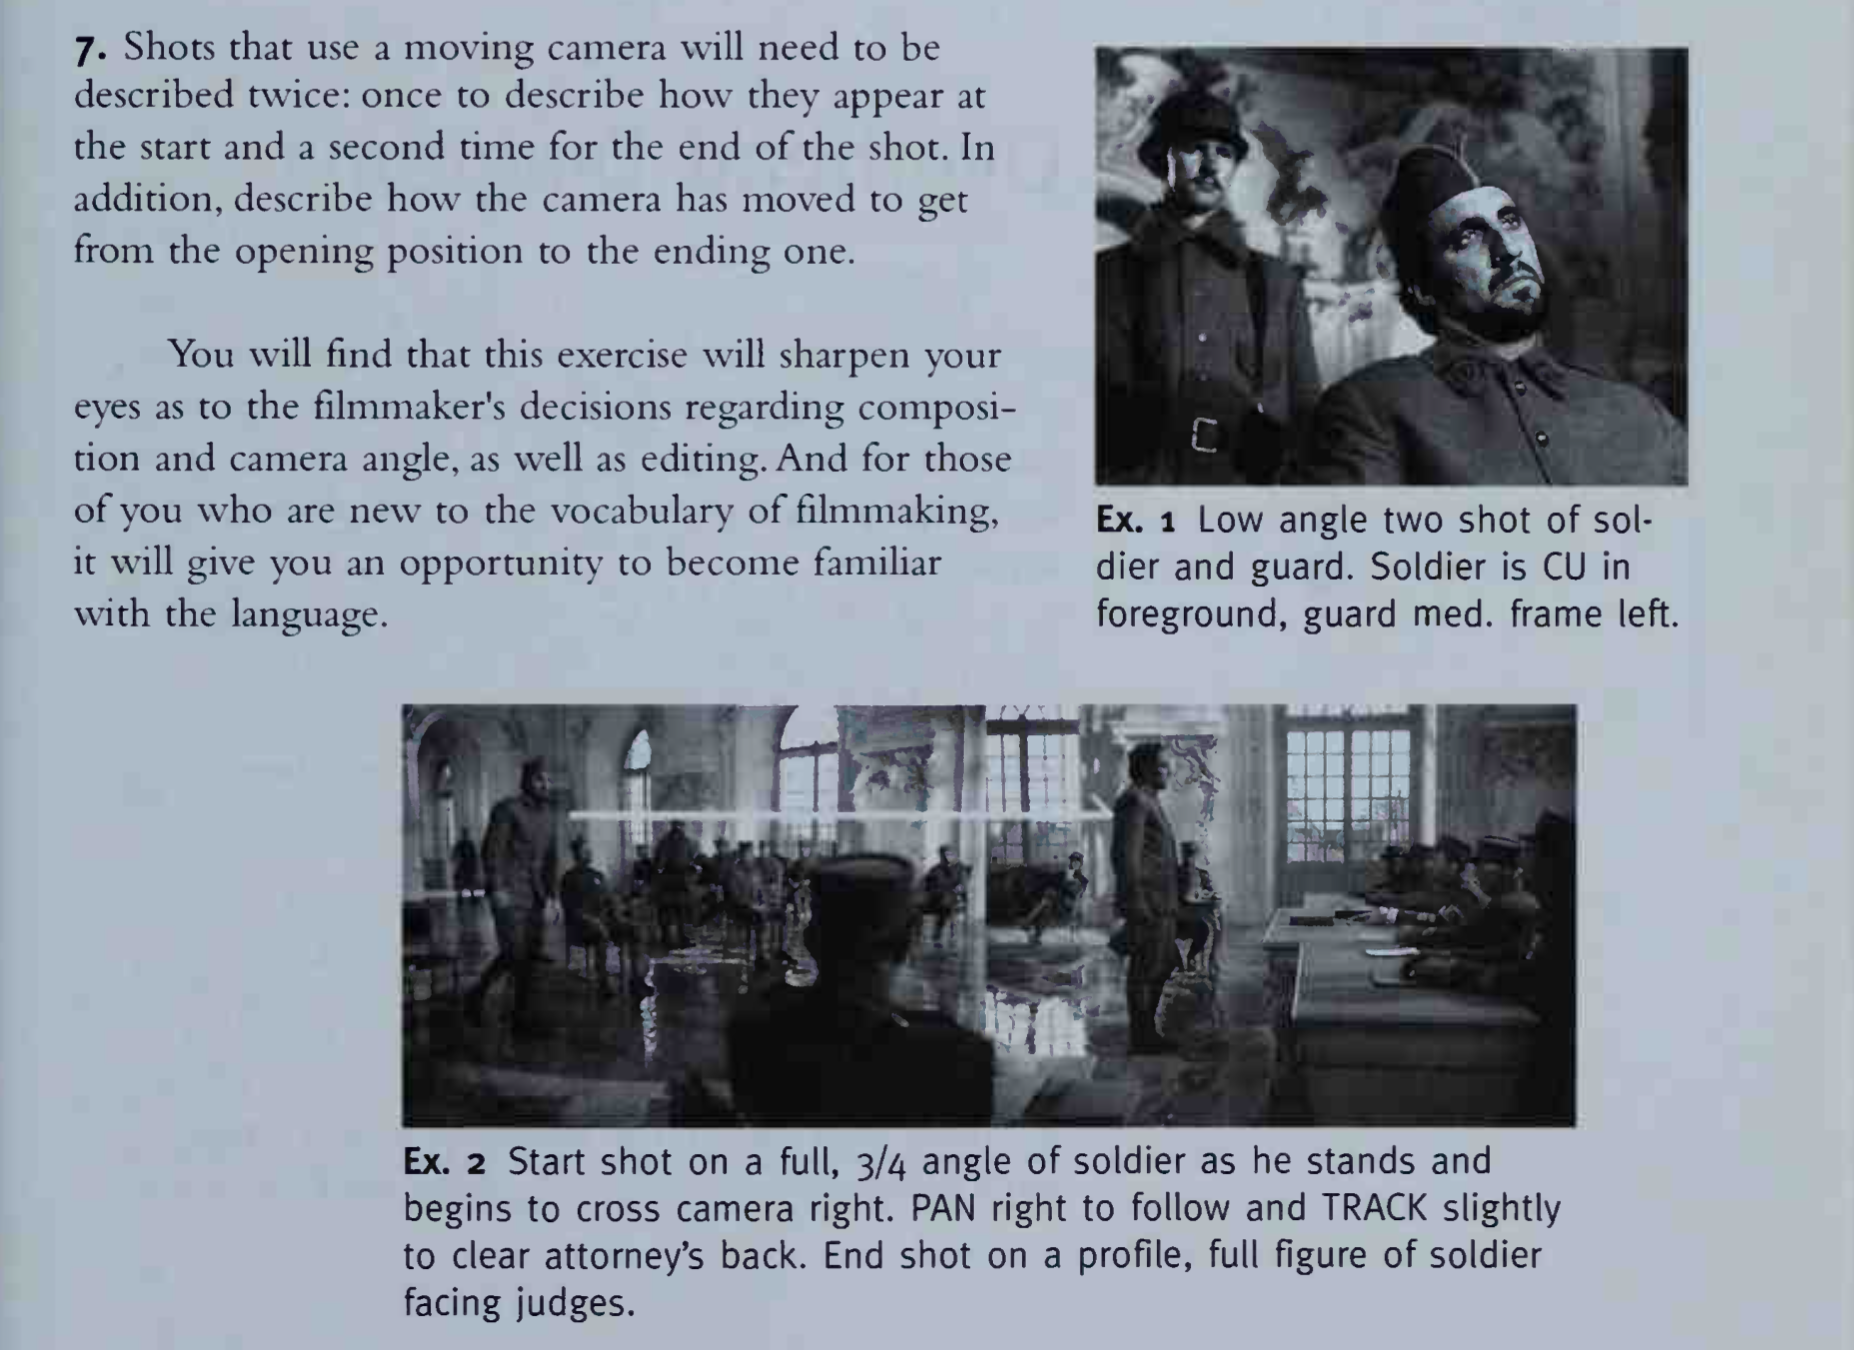 7. Shots that use a moving camera will need to be
described twice: once to describe how they appear at
the start and a second time for the end of the shot. In
addition, describe how the camera has moved to get
from the opening position to the ending one.
You will find that this exercise will sharpen your
eyes as to the filmmaker's decisions regarding composi-
tion and camera angle, as well as editing. And for those
of you who are new to the vocabulary of filmmaking,
it will give you an opportunity to become familiar
with the language.
Ex. 1 Low angle two shot of sol-
dier and guard. Soldier is CU in
foreground, guard med. frame left.
Ex. 2 Start shot on a full, 3/4 angle of soldier as he stands and
begins to cross camera right. PAN right to follow and TRACK slightly
to clear attorney's back. End shot on a profile, full figure of soldier
facing judges.